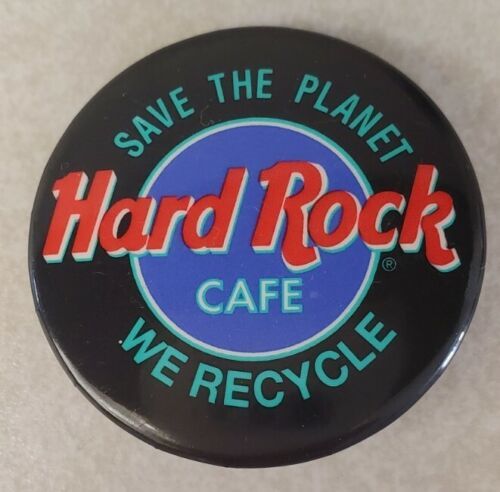 SAVE THE PLANET
Hard Rock
®
CAFE
WE RECYCLE